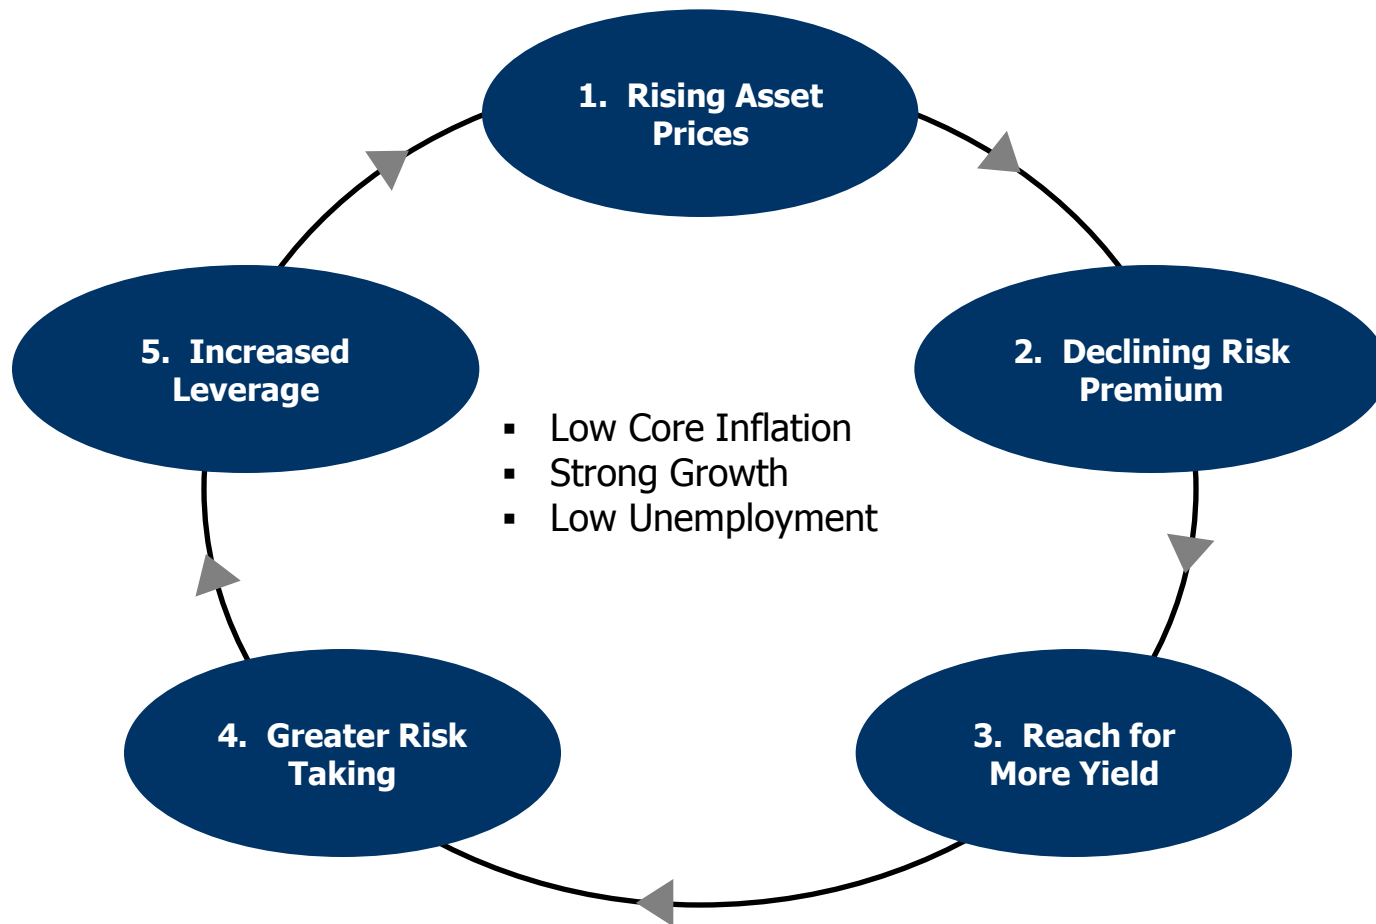 1. Rising Asset
Prices
2. Declining Risk
Premium
3. Reach for
More Yield
4. Greater Risk
Taking
5. Increased
Leverage
▪ Low Core Inflation
▪ Strong Growth
▪ Low Unemployment